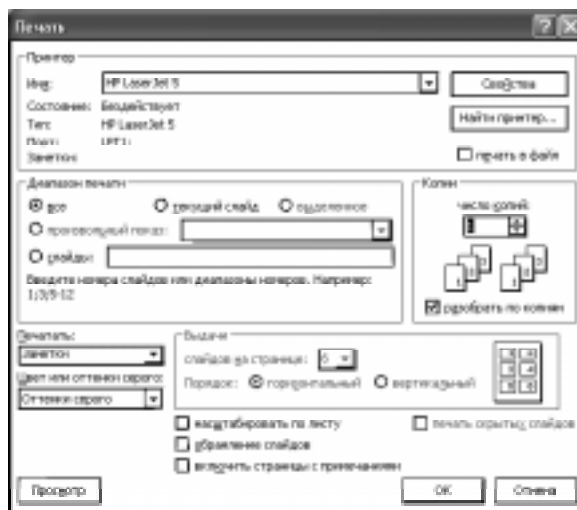 Печать
Принтер
Имя: HP LaserJet 5 Свойства
Состояние: Бездействует
Тип: HP LaserJet 5 Найти принтер...
Порт: LPT1:
Заметки: печать в файл
Диапазон печати
все текущий слайд выделенное
произвольный показ:
слайды:
Введите номера слайдов или диапазоны номеров. Например:
1;3;5-12
Копии
число копий:
1
разобрать по копиям
Печатать:
заметки
Цвет или оттенки серого:
Оттенки серого
Выдачи
слайдов на странице: 6
Порядок: горизонтальный вертикальный
масштабировать по листу печать скрытых слайдов
обрамление слайдов
включить страницы с примечаниями
Просмотр OK Отмена